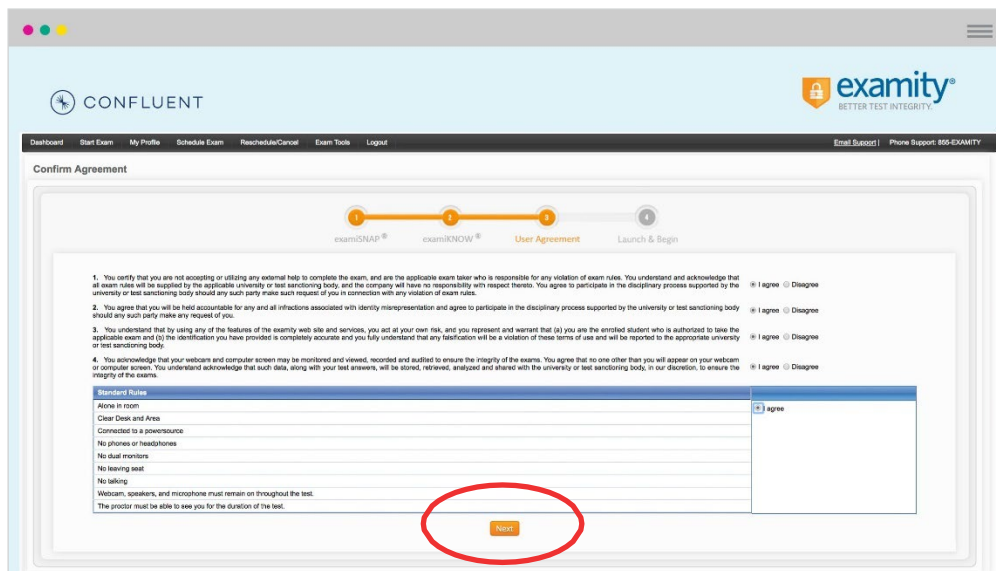 CONFLUENT
examity®
BETTER TEST INTEGRITY.
Dashboard Start Exam My Profile Schedule Exam Reschedule/Cancel Exam Tools Logout Email Support | Phone Support: 855-EXAMITY
Confirm Agreement
1 2 3 4
examiSNAP ® examiKNOW ® User Agreement Launch & Begin
1. You certify that you are not accepting or utilizing any external help to complete the exam, and are the applicable exam taker who is responsible for any violation of exam rules. You understand and acknowledge that
all exam rules will be supplied by the applicable university or test sanctioning body, and the company will have no responsibility with respect thereto. You agree to participate in the disciplinary process supported by the
university or test sanctioning body should any such party make such request of you in connection with any violation of exam rules.
I agree Disagree
2. You agree that you will be held accountable for any and all infractions associated with identity misrepresentation and agree to participate in the disciplinary process supported by the university or test sanctioning body
should any such party make any request of you.
I agree Disagree
3. You understand that by using any of the features of the examity web site and services, you act at your own risk, and you represent and warrant that (a) you are the enrolled student who is authorized to take the
applicable exam and (b) the identification you have provided is completely accurate and you fully understand that any falsification will be a violation of these terms of use and will be reported to the appropriate university
or test sanctioning body.
I agree Disagree
4. You acknowledge that your webcam and computer screen may be monitored and viewed, recorded and audited to ensure the integrity of the exams. You agree that no one other than you will appear on your webcam
or computer screen. You understand acknowledge that such data, along with your test answers, will be stored, retrieved, analyzed and shared with the university or test sanctioning body, in our discretion, to ensure the
integrity of the exams.
I agree Disagree
Standard Rules
Alone in room
I agree
Clear Desk and Area
Connected to a powersource
No phones or headphones
No dual monitors
No leaving seat
No talking
Webcam, speakers, and microphone must remain on throughout the test.
The proctor must be able to see you for the duration of the test.
Next